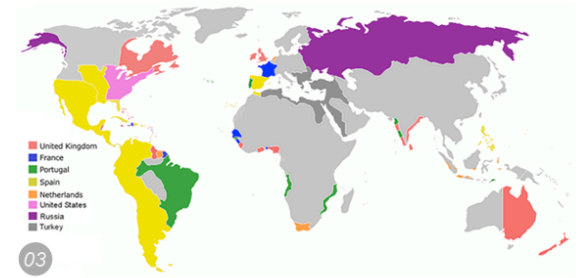 United Kingdom
France
Portugal
Spain
Netherlands
United States
Russia
Turkey
03